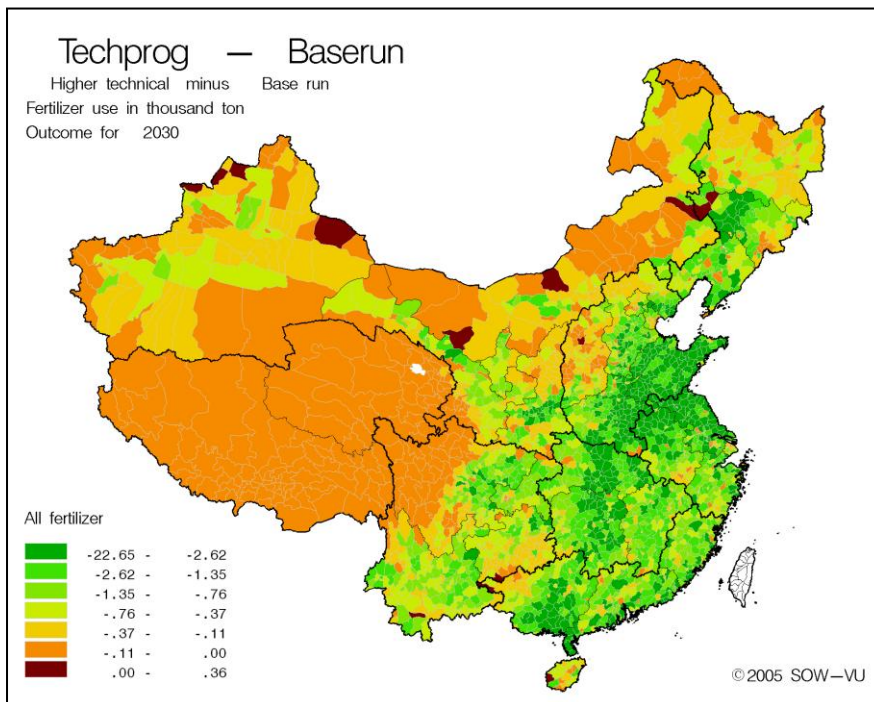 Techprog — Baserun
Higher technical minus Base run
Fertilizer use in thousand ton
Outcome for 2030
All fertilizer
-22.65 - -2.62
-2.62 - -1.35
-1.35 - -.76
-.76 - -.37
-.37 - -.11
-.11 - .00
.00 - .36
©2005 SOW—VU